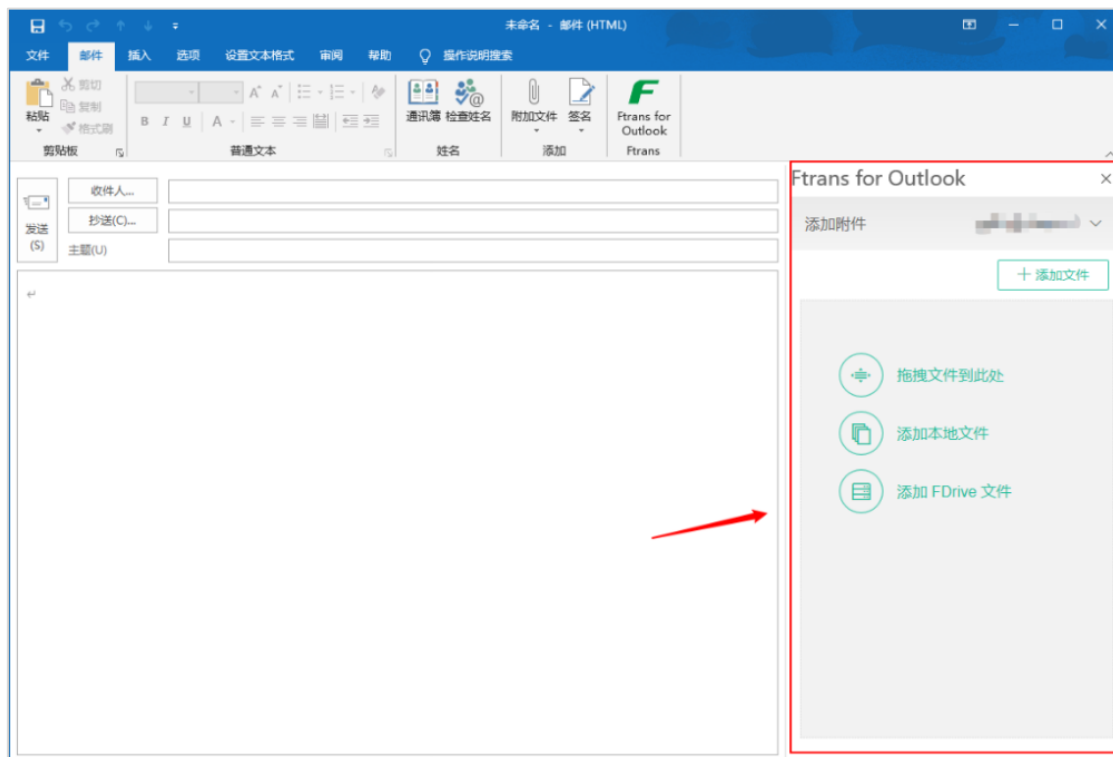 未命名 - 邮件 (HTML)
文件 邮件 插入 选项 设置文本格式 审阅 帮助 操作说明搜索
粘贴
剪切
复制
格式刷
剪贴板
B I U A
普通文本
通讯簿 检查姓名
姓名
附加文件 签名
添加
Ftrans for
Outlook
Ftrans
发送
(S)
收件人...
抄送(C)...
主题(U)
Ftrans for Outlook
添加附件
添加文件
拖拽文件到此处
添加本地文件
添加 FDrive 文件